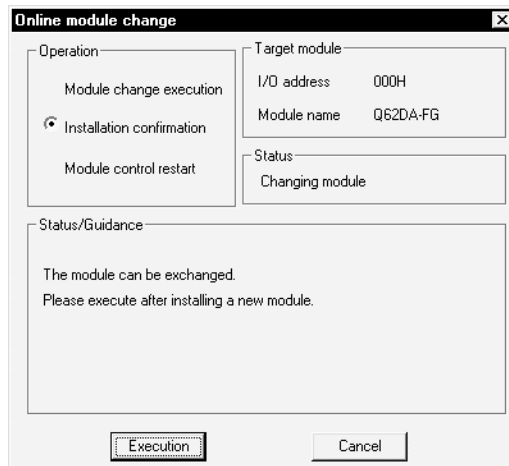 Online module change
Operation
Module change execution
Installation confirmation
Module control restart
Target module
I/O address 000H
Module name Q62DA-FG
Status
Changing module
Status/Guidance
The module can be exchanged.
Please execute after installing a new module.
Execution
Cancel